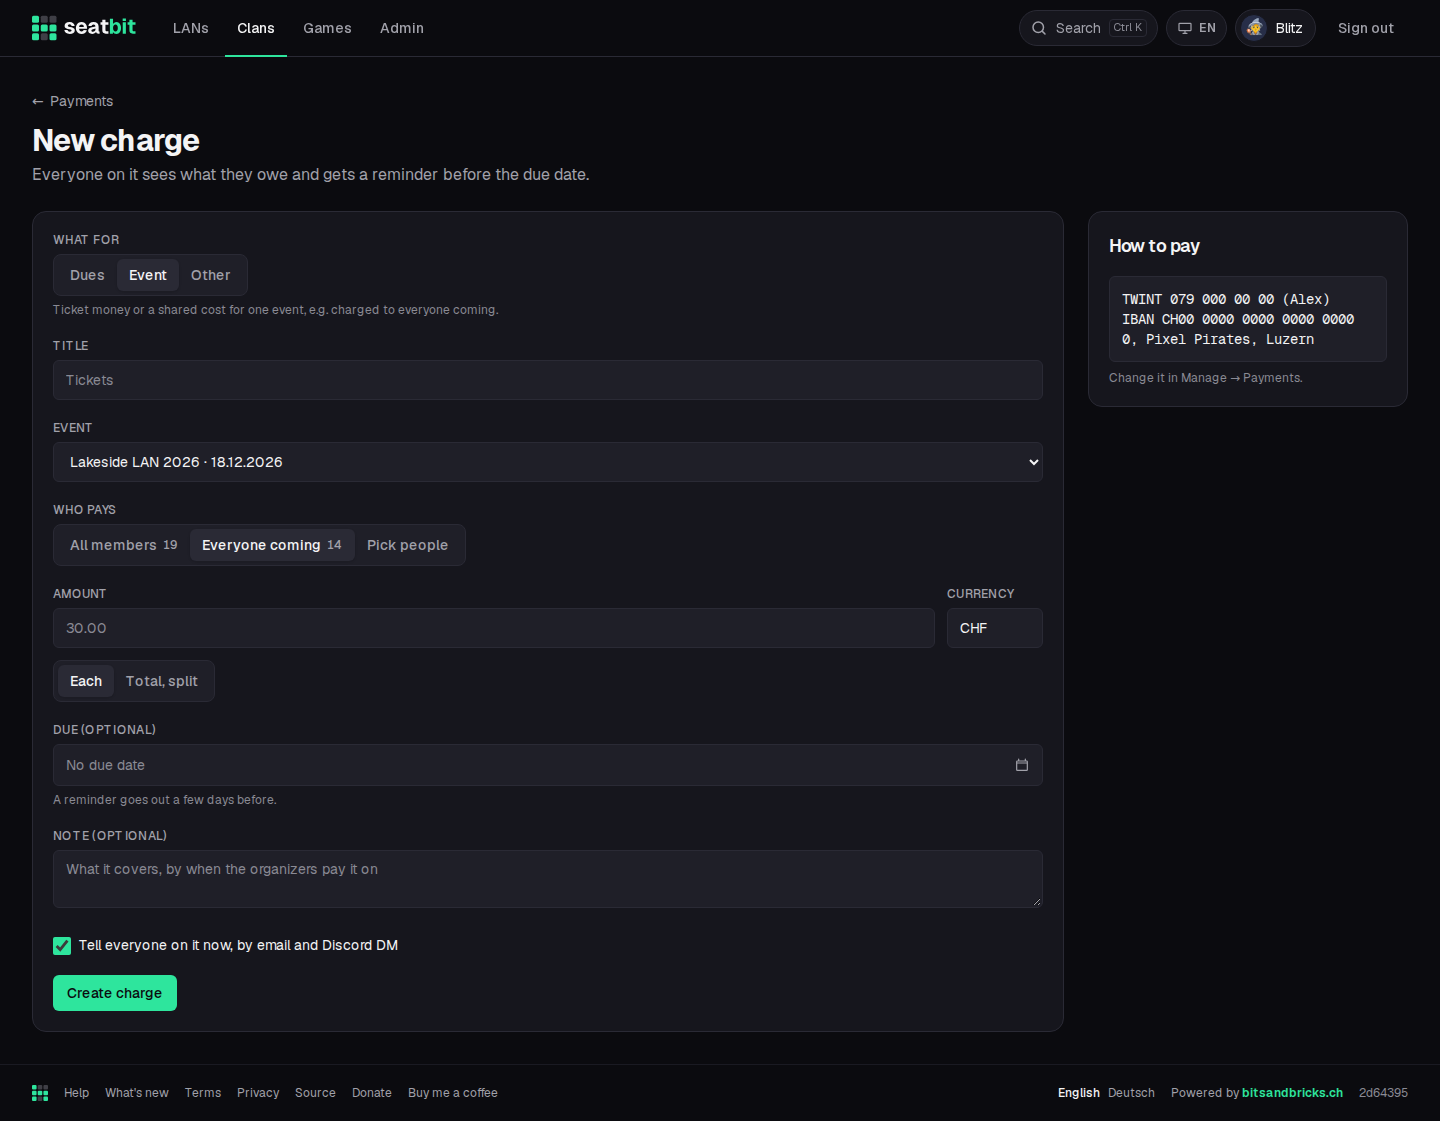 seatbit LANs Clans Games Admin Search Ctrl K EN Blitz Sign out
← Payments
New charge
Everyone on it sees what they owe and gets a reminder before the due date.
WHAT FOR
Dues Event Other
Ticket money or a shared cost for one event, e.g. charged to everyone coming.
TITLE
Tickets
EVENT
Lakeside LAN 2026 · 18.12.2026
WHO PAYS
All members 19 Everyone coming 14 Pick people
AMOUNT CURRENCY
30.00 CHF
Each Total, split
DUE (OPTIONAL)
No due date
A reminder goes out a few days before.
NOTE (OPTIONAL)
What it covers, by when the organizers pay it on
Tell everyone on it now, by email and Discord DM
Create charge
How to pay
TWINT 079 000 00 00 (Alex)
IBAN CH00 0000 0000 0000 0000
0, Pixel Pirates, Luzern
Change it in Manage → Payments.
Help What's new Terms Privacy Source Donate Buy me a coffee English Deutsch Powered by bitsandbricks.ch 2d64395